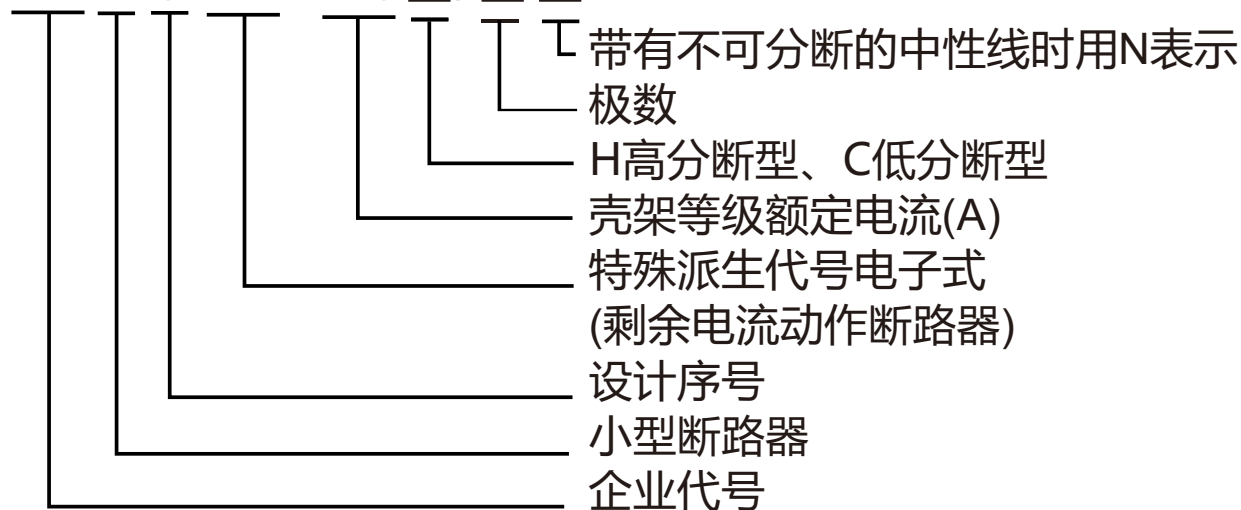 带有不可分断的中性线时用N表示
极数
H高分断型、C低分断型
壳架等级额定电流(A)
特殊派生代号电子式
(剩余电流动作断路器)
设计序号
小型断路器
企业代号